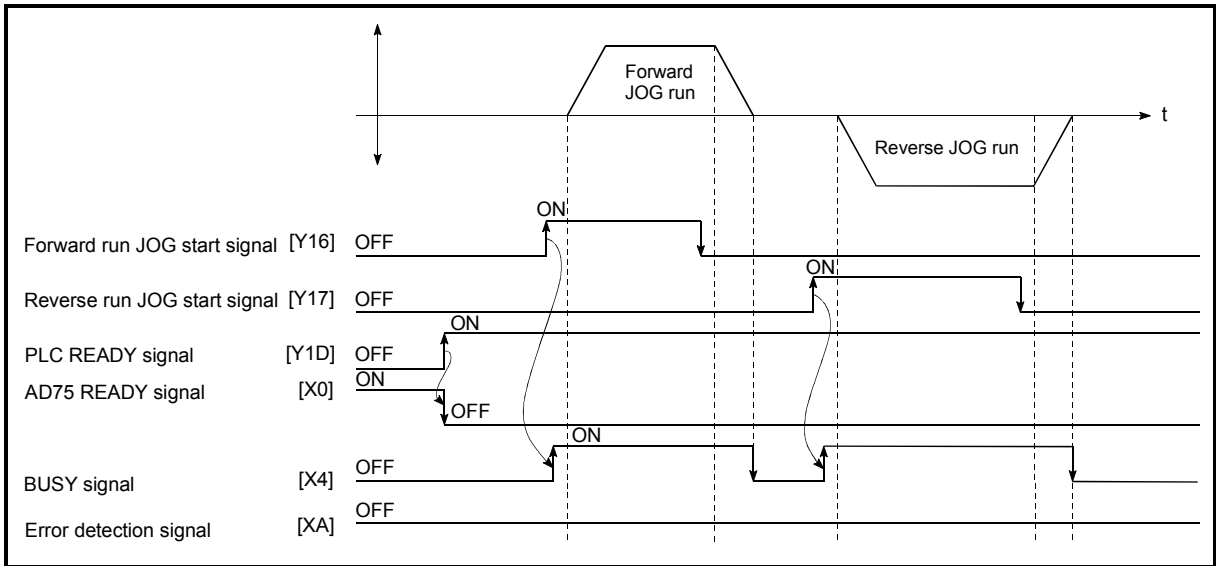 Forward
JOG run
t
Reverse JOG run
ON
Forward run JOG start signal [Y16] OFF
ON
Reverse run JOG start signal [Y17] OFF
ON
PLC READY signal [Y1D] OFF
ON
AD75 READY signal [X0]
OFF
ON
OFF
BUSY signal [X4]
OFF
Error detection signal [XA]